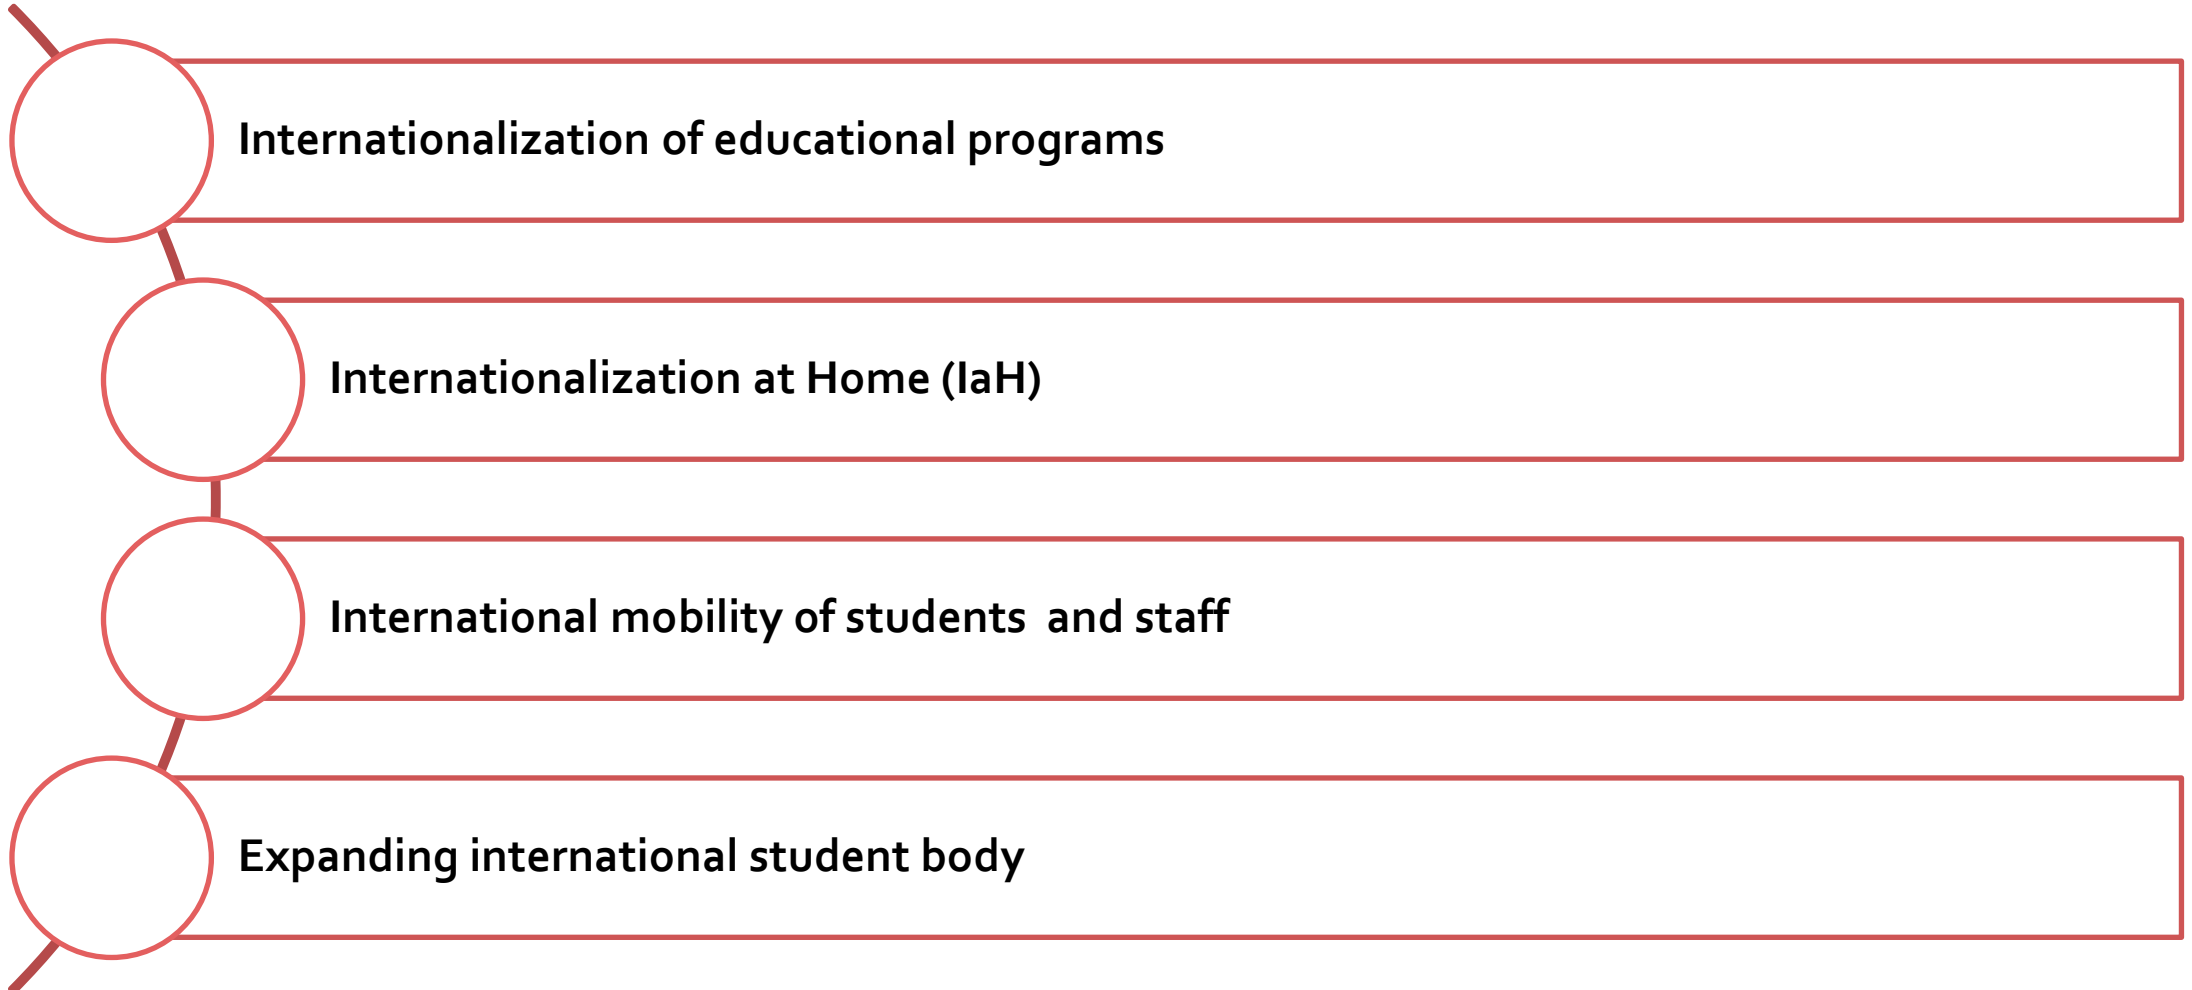 Internationalization of educational programs
Internationalization at Home (IaH)
International mobility of students  and staff
Expanding international student body